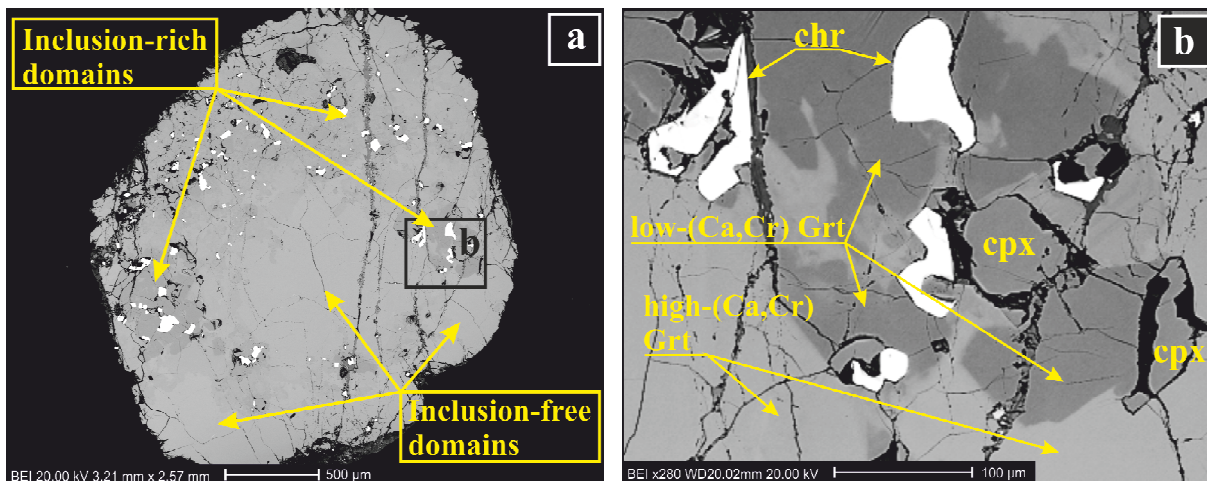 Inclusion-rich
domains
a
b
Inclusion-free
domains
BEI 20.00 kV 3.21 mm x 2.57 mm 500 µm
b
chr
low-(Ca,Cr) Grt
cpx
high-(Ca,Cr)
Grt
cpx
BEI x280 WD20.02mm 20.00 kV 100 µm